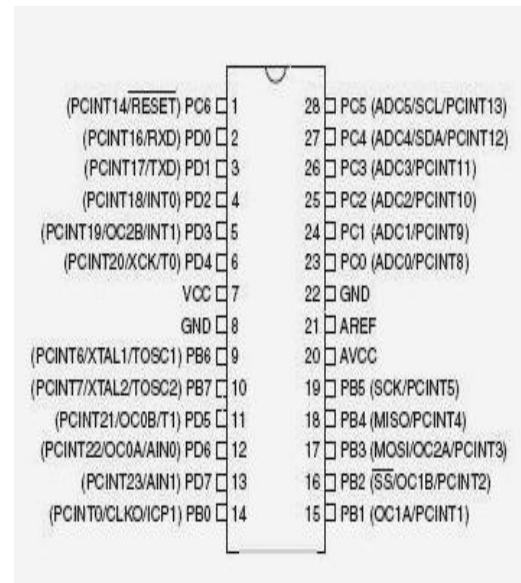 (PCINT14/RESET) PC6 1 28 PC5 (ADC5/SCL/PCINT13)
(PCINT16/RXD) PD0 2 27 PC4 (ADC4/SDA/PCINT12)
(PCINT17/TXD) PD1 3 26 PC3 (ADC3/PCINT11)
(PCINT18/INT0) PD2 4 25 PC2 (ADC2/PCINT10)
(PCINT19/OC2B/INT1) PD3 5 24 PC1 (ADC1/PCINT9)
(PCINT20/XCK/T0) PD4 6 23 PC0 (ADC0/PCINT8)
VCC 7 22 GND
GND 8 21 AREF
(PCINT6/XTAL1/TOSC1) PB6 9 20 AVCC
(PCINT7/XTAL2/TOSC2) PB7 10 19 PB5 (SCK/PCINT5)
(PCINT21/OC0B/T1) PD5 11 18 PB4 (MISO/PCINT4)
(PCINT22/OC0A/AIN0) PD6 12 17 PB3 (MOSI/OC2A/PCINT3)
(PCINT23/AIN1) PD7 13 16 PB2 (SS/OC1B/PCINT2)
(PCINT0/CLKO/ICP1) PB0 14 15 PB1 (OC1A/PCINT1)